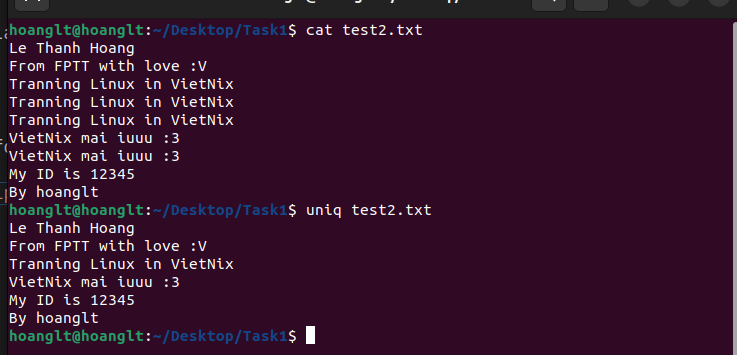 hoanglt@hoanglt:~/Desktop/Task1$ cat test2.txt
Le Thanh Hoang
From FPTT with love :V
Tranning Linux in VietNix
Tranning Linux in VietNix
Tranning Linux in VietNix
VietNix mai iuuu :3
VietNix mai iuuu :3
My ID is 12345
By hoanglt
hoanglt@hoanglt:~/Desktop/Task1$ uniq test2.txt
Le Thanh Hoang
From FPTT with love :V
Tranning Linux in VietNix
VietNix mai iuuu :3
My ID is 12345
By hoanglt
hoanglt@hoanglt:~/Desktop/Task1$